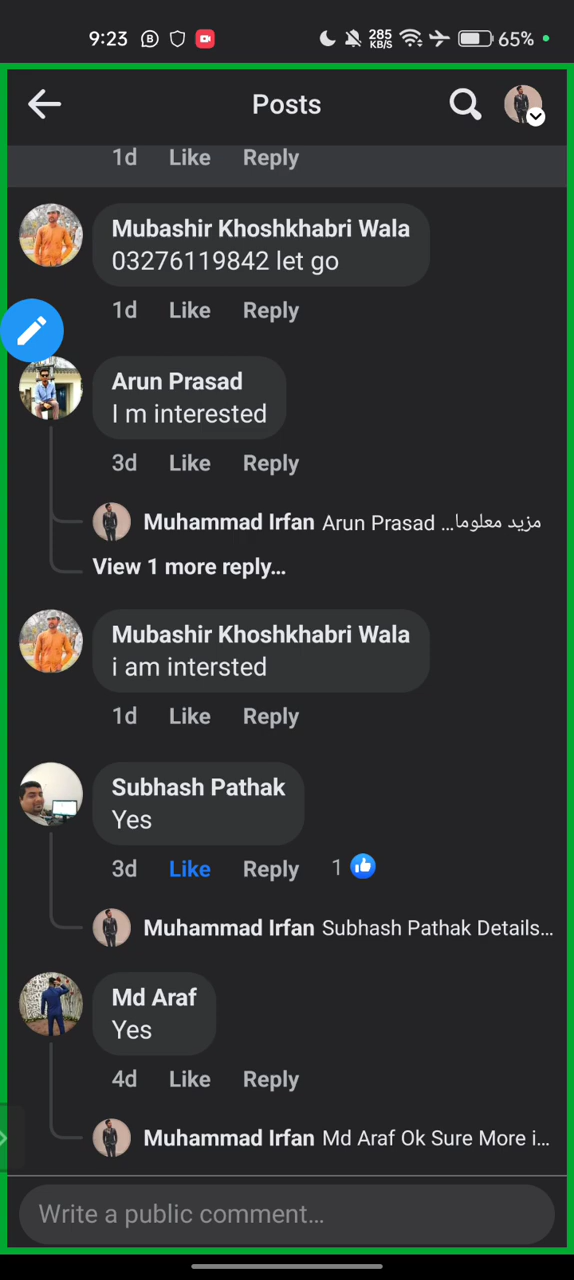 9:23 285 KB/S 65%
Posts
1d Like Reply
Mubashir Khoshkhabri Wala
03276119842 let go
1d Like Reply
Arun Prasad
I m interested
3d Like Reply
Muhammad Irfan Arun Prasad ...مزید معلوما
View 1 more reply...
Mubashir Khoshkhabri Wala
i am intersted
1d Like Reply
Subhash Pathak
Yes
3d Like Reply 1
Muhammad Irfan Subhash Pathak Details...
Md Araf
Yes
4d Like Reply
Muhammad Irfan Md Araf Ok Sure More i...
Write a public comment...